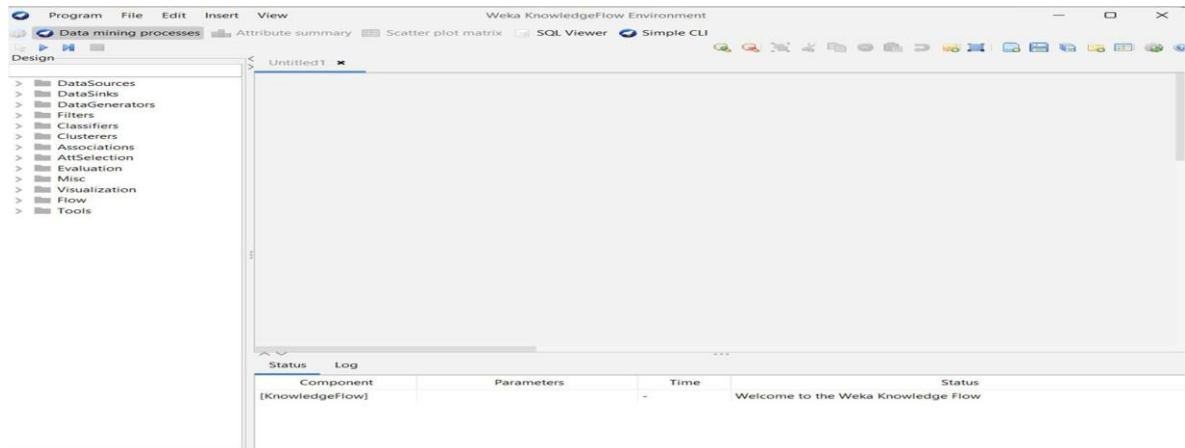 Program File Edit Insert View Weka KnowledgeFlow Environment
Data mining processes Attribute summary Scatter plot matrix SQL Viewer Simple CLI
Design
Untitled1
DataSources
DataSinks
DataGenerators
Filters
Classifiers
Clusterers
Associations
AttSelection
Evaluation
Misc
Visualization
Flow
Tools
Status Log
Component Parameters Time Status
[KnowledgeFlow] - Welcome to the Weka Knowledge Flow